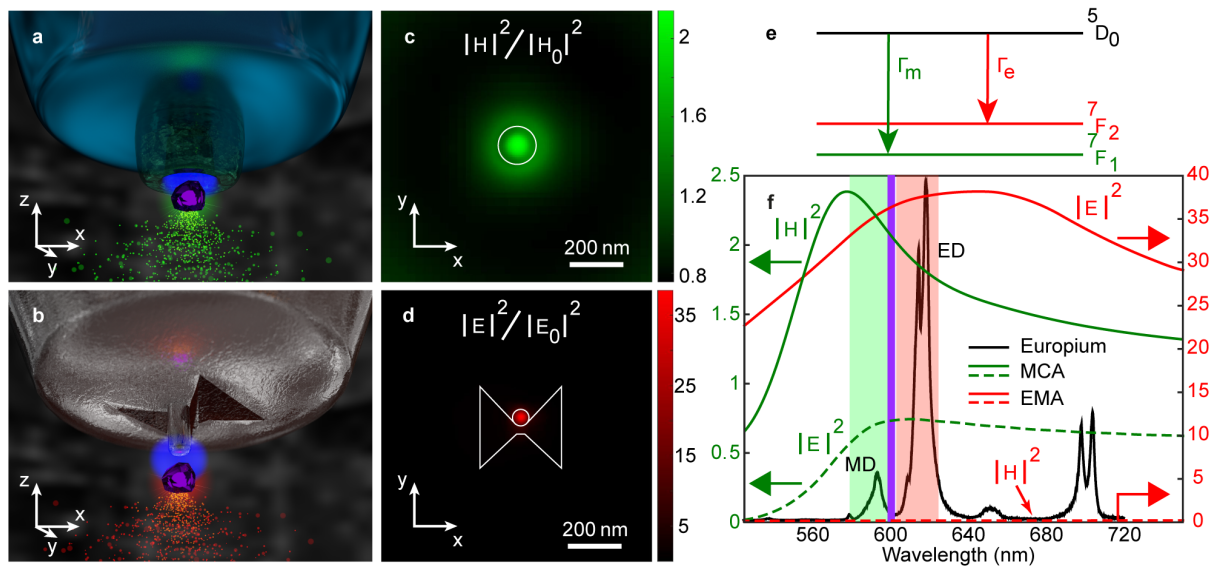 a
z
x
y
b
z
x
y
c
|H|²/|H₀|²
y
x
200 nm
2
1.6
1.2
0.8
d
|E|²/|E₀|²
y
x
200 nm
35
25
15
5
e
⁵D₀
Γm
Γe
⁷F₂
⁷F₁
f
2.5
2
1.5
1
0.5
0
|H|²
|E|²
ED
MD
|E|²
|H|²
Europium
MCA
EMA
40
35
30
25
20
15
10
5
0
560
600
640
680
720
Wavelength (nm)